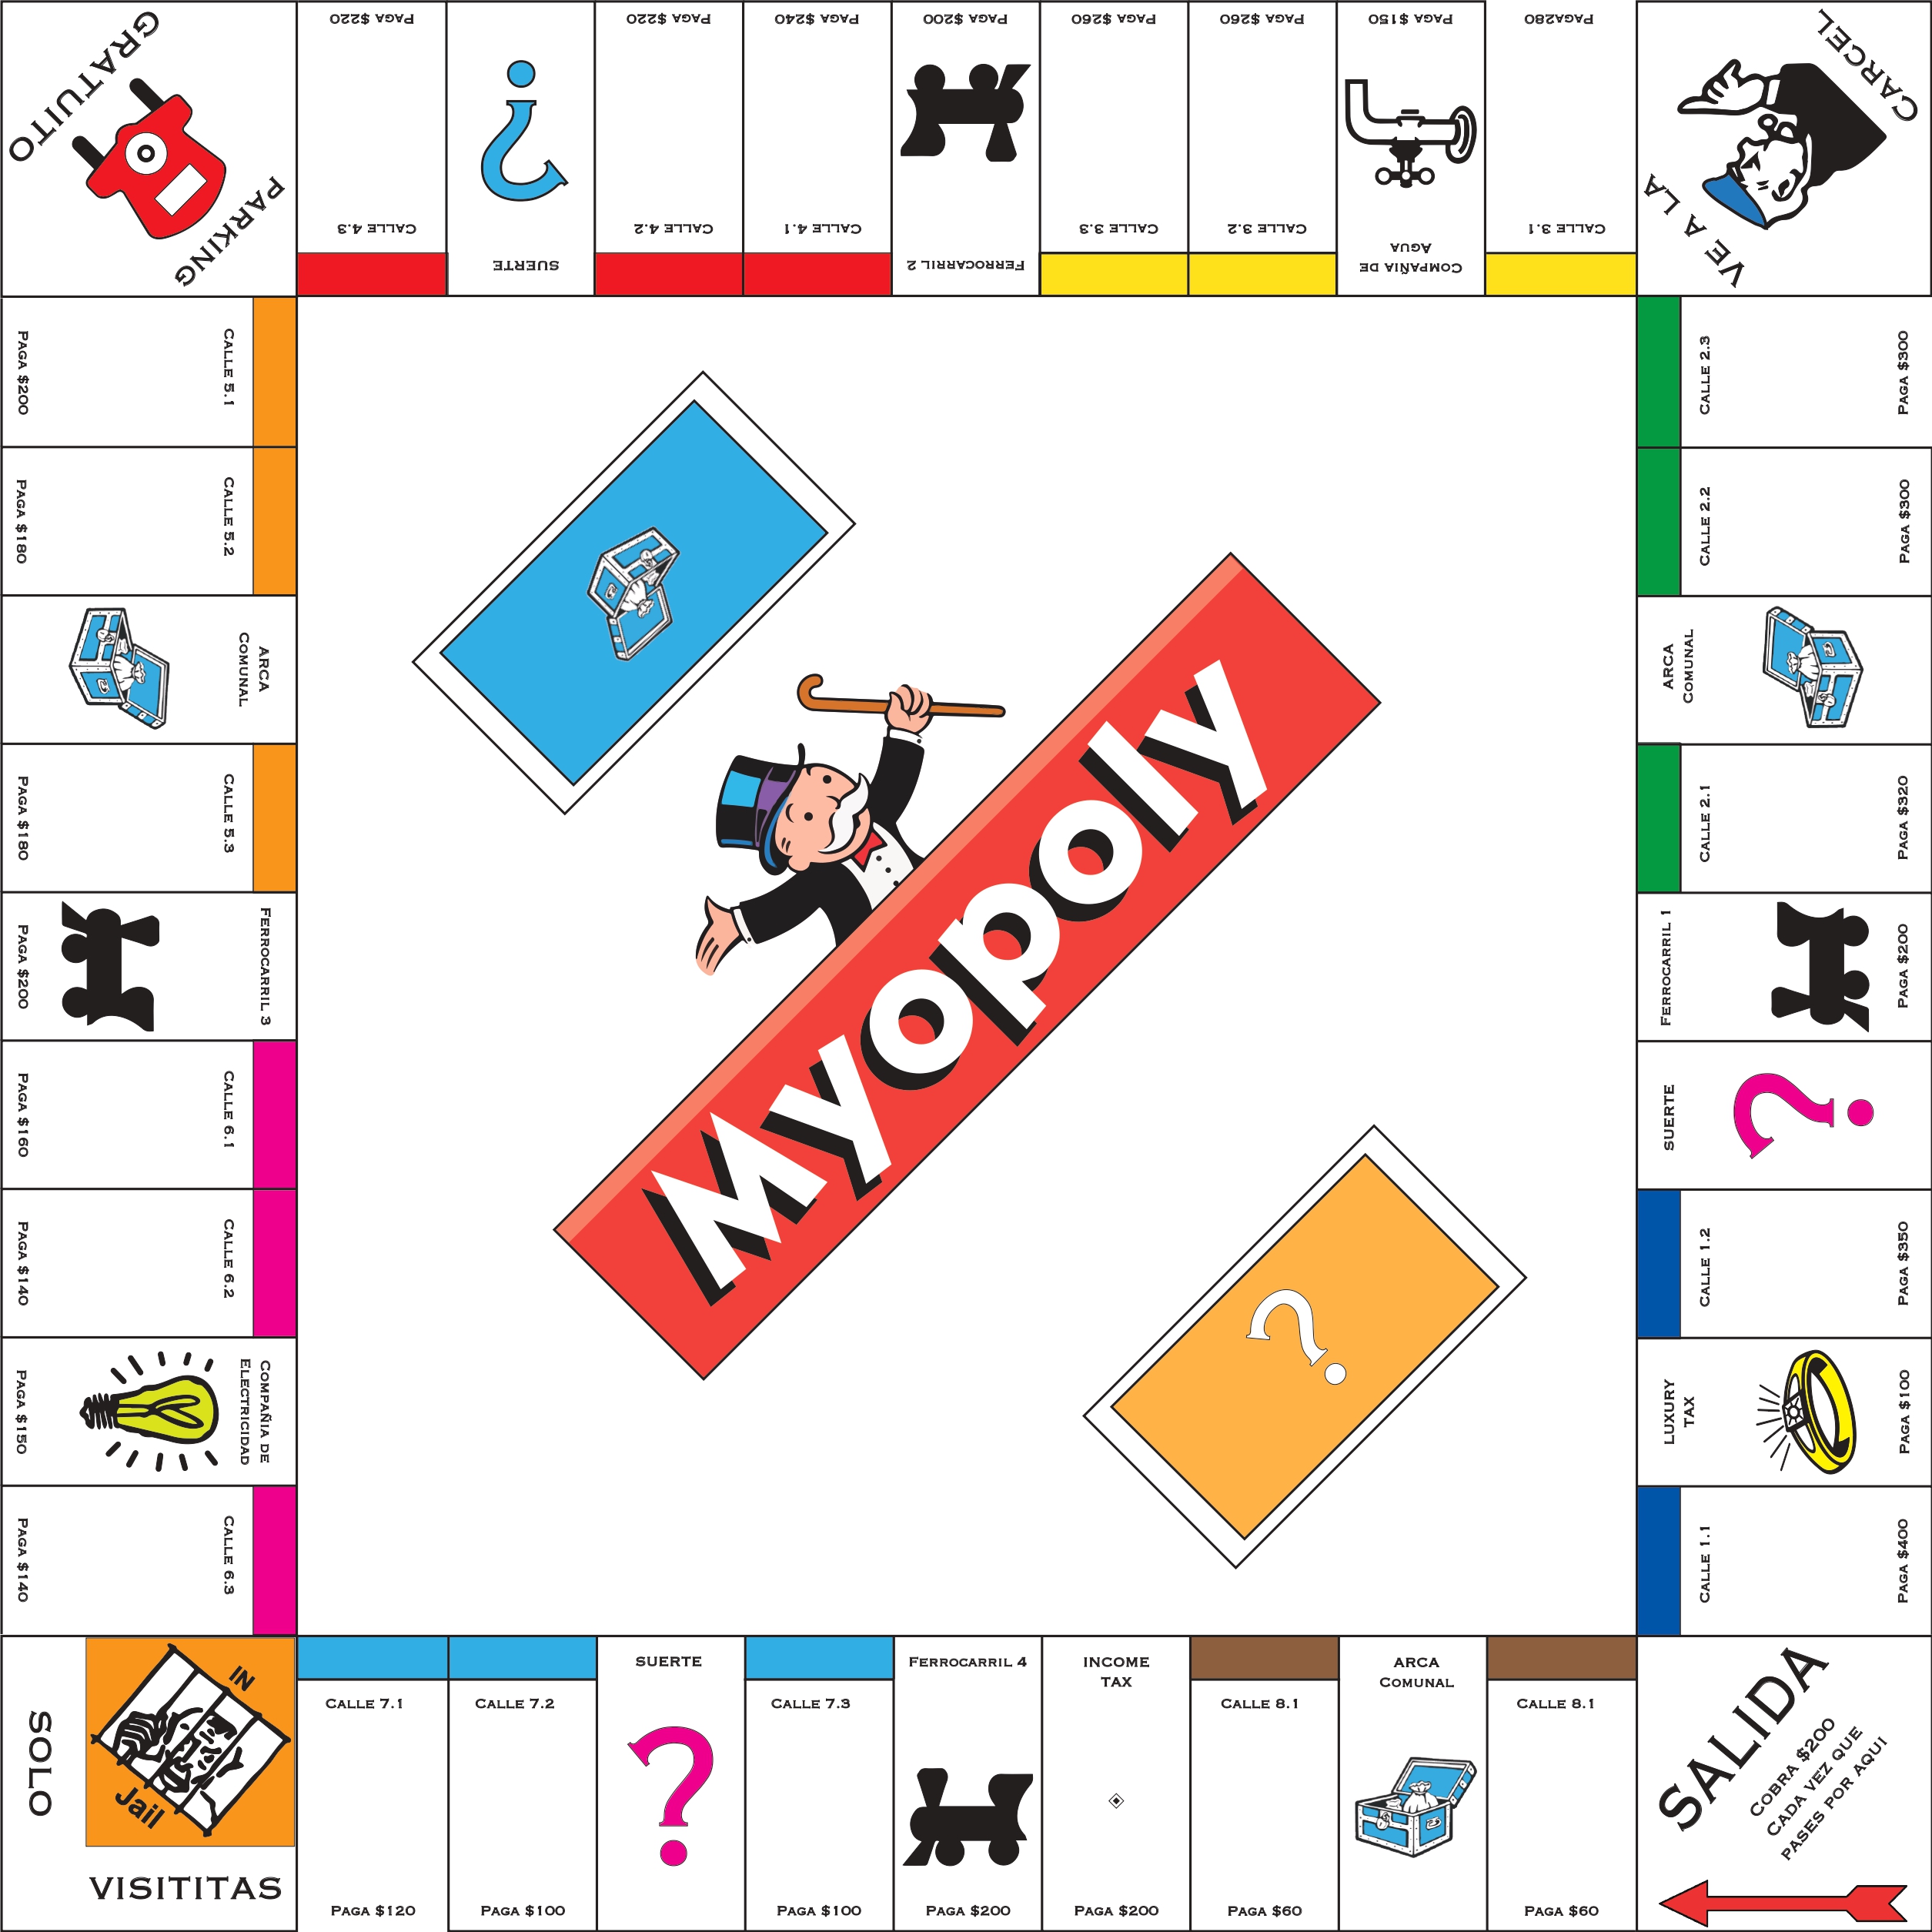 GRATUITO
PARKING
PAGA $220
CALLE 4.3
SUERTE
PAGA $220
CALLE 4.2
PAGA $240
CALLE 4.1
PAGA $200
FERROCARRIL 2
PAGA $260
CALLE 3.3
PAGA $260
CALLE 3.2
PAGA $150
COMPAÑIA DE
AGUA
PAGA280
CALLE 3.1
VE A LA
CARCEL
CALLE 2.3
PAGA $300
CALLE 2.2
PAGA $300
ARCA
COMUNAL
CALLE 2.1
PAGA $320
FERROCARRIL 1
PAGA $200
SUERTE
CALLE 1.2
PAGA $350
LUXURY
TAX
PAGA $100
CALLE 1.1
PAGA $400
SALIDA
COBRA $200
CADA VEZ QUE
PASES POR AQUI
CALLE 8.1
PAGA $60
ARCA
COMUNAL
CALLE 8.1
PAGA $60
INCOME
TAX
PAGA $200
FERROCARRIL 4
PAGA $200
CALLE 7.3
PAGA $100
SUERTE
CALLE 7.2
PAGA $100
CALLE 7.1
PAGA $120
SOLO
VISITITAS
IN
Jail
CALLE 6.3
PAGA $140
COMPAÑIA DE
ELECTRICIDAD
PAGA $150
CALLE 6.2
PAGA $140
CALLE 6.1
PAGA $160
FERROCARRIL 3
PAGA $200
CALLE 5.3
PAGA $180
ARCA
COMUNAL
CALLE 5.2
PAGA $180
CALLE 5.1
PAGA $200
Myopoly